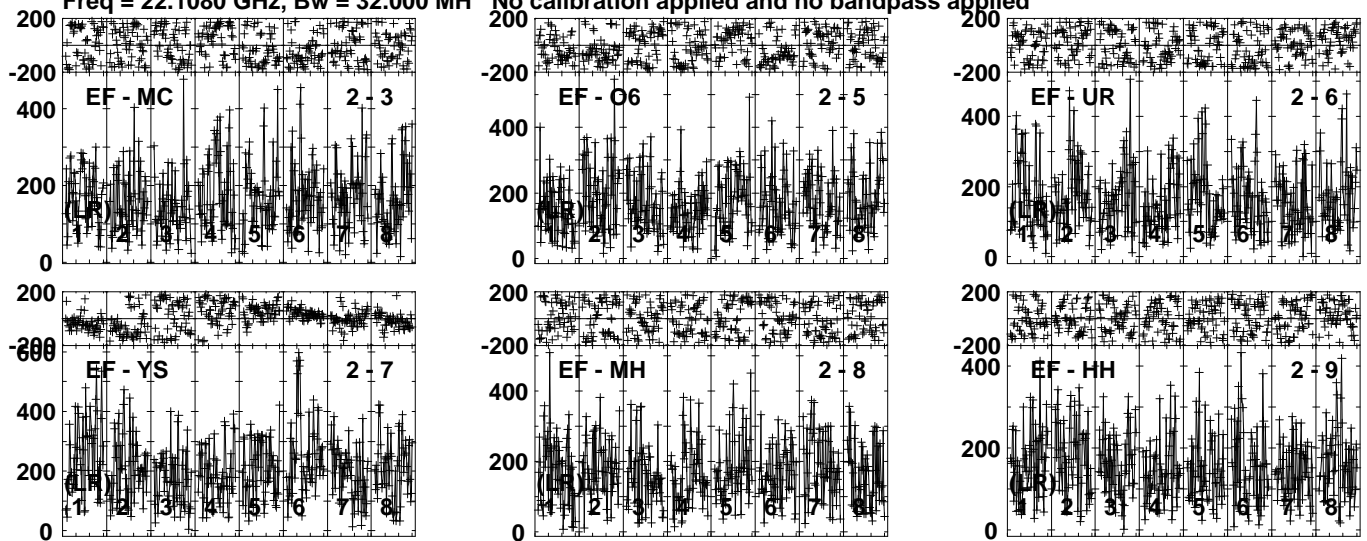 Freq = 22.1080 GHz, Bw = 32.000 MH No calibration applied and no bandpass applied
200
-200
EF - MC 2 - 3
400
200
(LR)
1 2 3 4 5 6 7 8
0
200
-200
EF - O6 2 - 5
400
200
(LR)
1 2 3 4 5 6 7 8
0
200
-200
EF - UR 2 - 6
400
200
(LR)
1 2 3 4 5 6 7 8
0
200
-200
600
EF - YS 2 - 7
400
200
(LR)
1 2 3 4 5 6 7 8
0
200
-200
EF - MH 2 - 8
400
200
(LR)
1 2 3 4 5 6 7 8
0
200
-200
EF - HH 2 - 9
400
200
(LR)
1 2 3 4 5 6 7 8
0